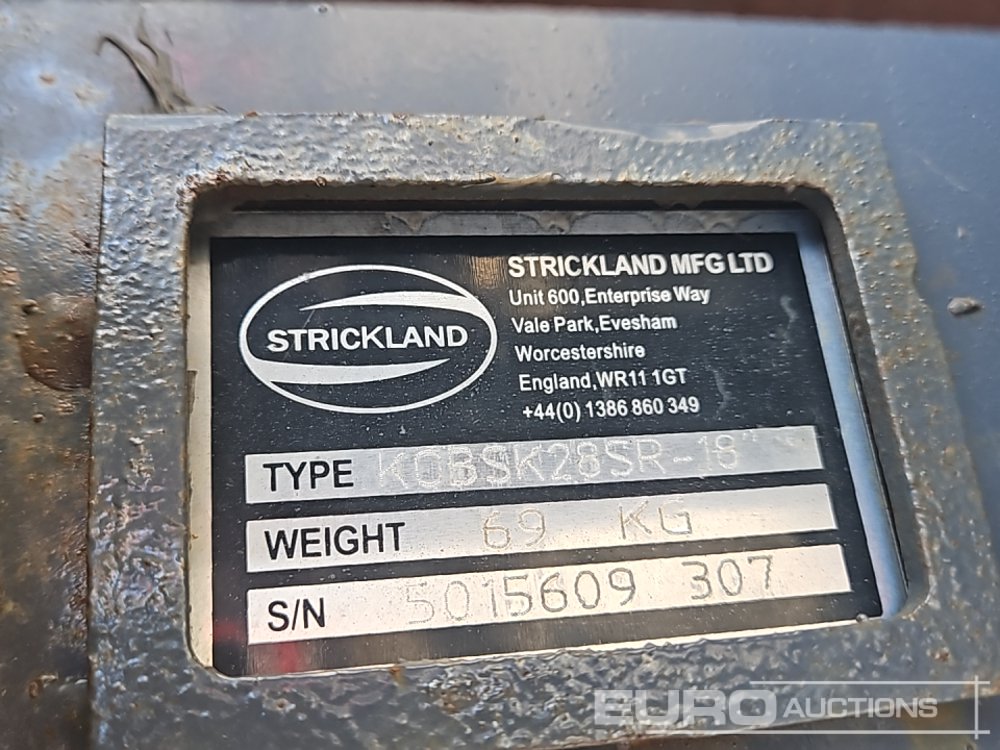 STRICKLAND
STRICKLAND MFG LTD
Unit 600,Enterprise Way
Vale Park,Evesham
Worcestershire
England,WR11 1GT
+44(0) 1386 860 349
TYPE KOBSK28SR-18"
WEIGHT 69 KG
S/N 5015609 307
EURO AUCTIONS